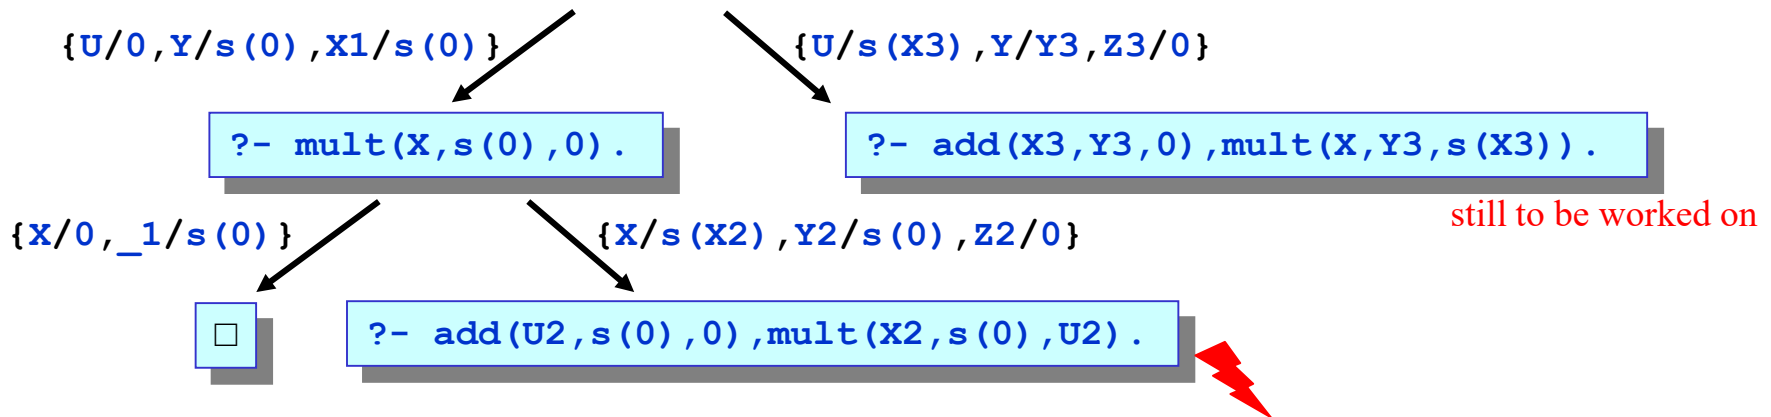 {U/0,Y/s(0),X1/s(0)} {U/s(X3),Y/Y3,Z3/0}
?- mult(X,s(0),0). ?- add(X3,Y3,0),mult(X,Y3,s(X3)).
still to be worked on
{X/0,_1/s(0)} {X/s(X2),Y2/s(0),Z2/0}
□ ?- add(U2,s(0),0),mult(X2,s(0),U2).